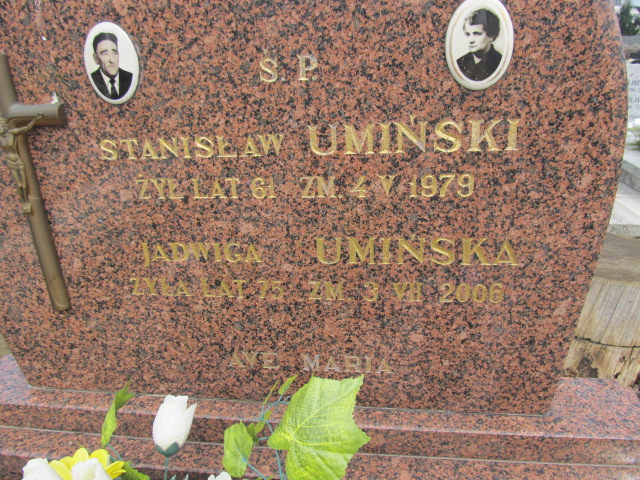 Ś. P.
STANISŁAW UMIŃSKI
ŻYŁ LAT 61 ZM. 4 V 1979
JADWIGA UMIŃSKA
ŻYŁA LAT 75 ZM 3 VII 2006
AVE MARIA